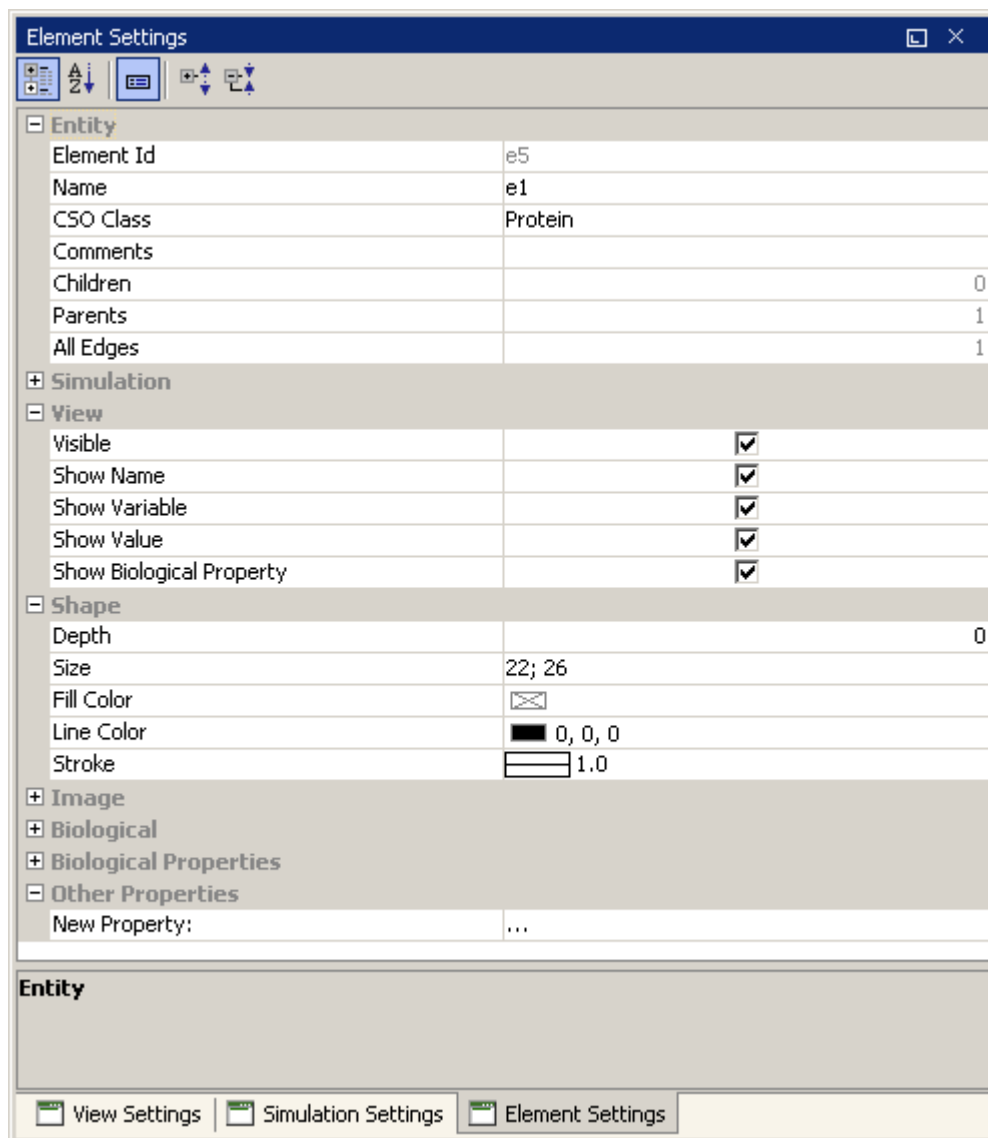 Element Settings
Entity
Element Id e5
Name e1
CSO Class Protein
Comments
Children 0
Parents 1
All Edges 1
Simulation
View
Visible
Show Name
Show Variable
Show Value
Show Biological Property
Shape
Depth 0
Size 22; 26
Fill Color
Line Color 0, 0, 0
Stroke 1.0
Image
Biological
Biological Properties
Other Properties
New Property: ...
Entity
View Settings Simulation Settings Element Settings